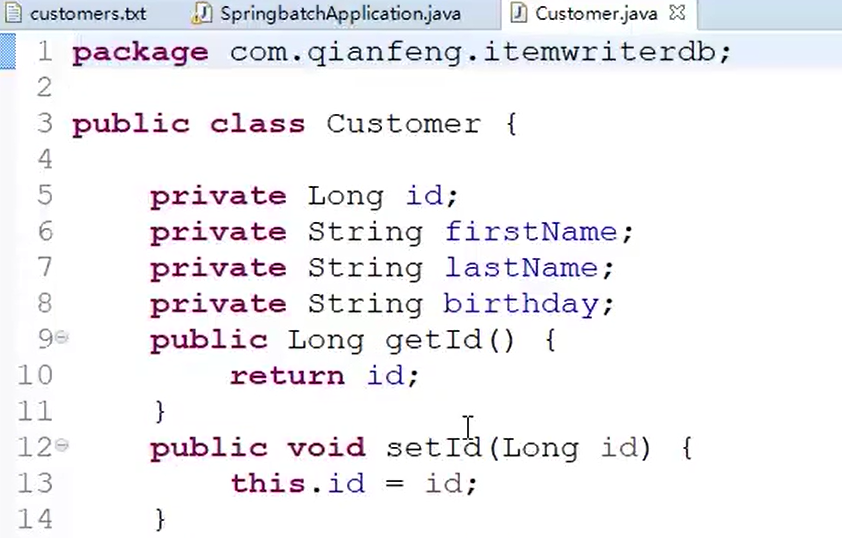 customers.txt SpringbatchApplication.java Customer.java
1 package com.qianfeng.itemwriterdb;
2
3 public class Customer {
4
5 private Long id;
6 private String firstName;
7 private String lastName;
8 private String birthday;
9 public Long getId() {
10 return id;
11 }
12 public void setId(Long id) {
13 this.id = id;
14 }